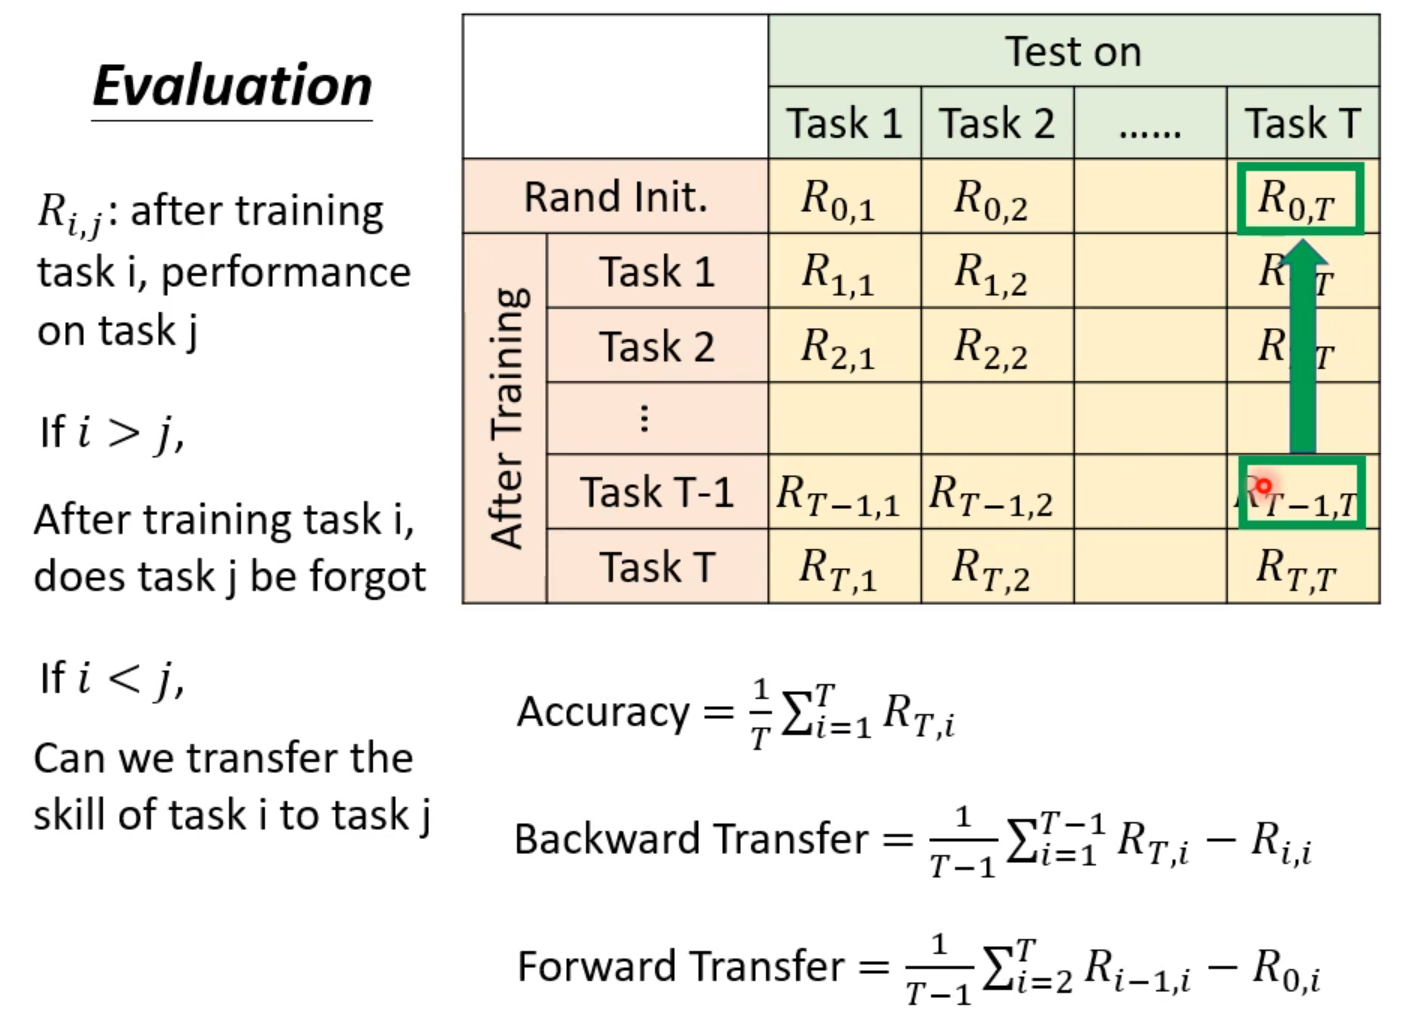 Evaluation
R_{i,j}: after training
task i, performance
on task j
If i > j,
After training task i,
does task j be forgot
If i < j,
Can we transfer the
skill of task i to task j
Test on
Task 1 Task 2 …… Task T
Rand Init. R_{0,1} R_{0,2} R_{0,T}
After Training
Task 1 R_{1,1} R_{1,2} R T
Task 2 R_{2,1} R_{2,2} R T
⋮
Task T-1 R_{T−1,1} R_{T−1,2} R_{T−1,T}
Task T R_{T,1} R_{T,2} R_{T,T}
Accuracy = \frac{1}{T} \sum_{i=1}^{T} R_{T,i}
Backward Transfer = \frac{1}{T−1} \sum_{i=1}^{T−1} R_{T,i} − R_{i,i}
Forward Transfer = \frac{1}{T−1} \sum_{i=2}^{T} R_{i−1,i} − R_{0,i}